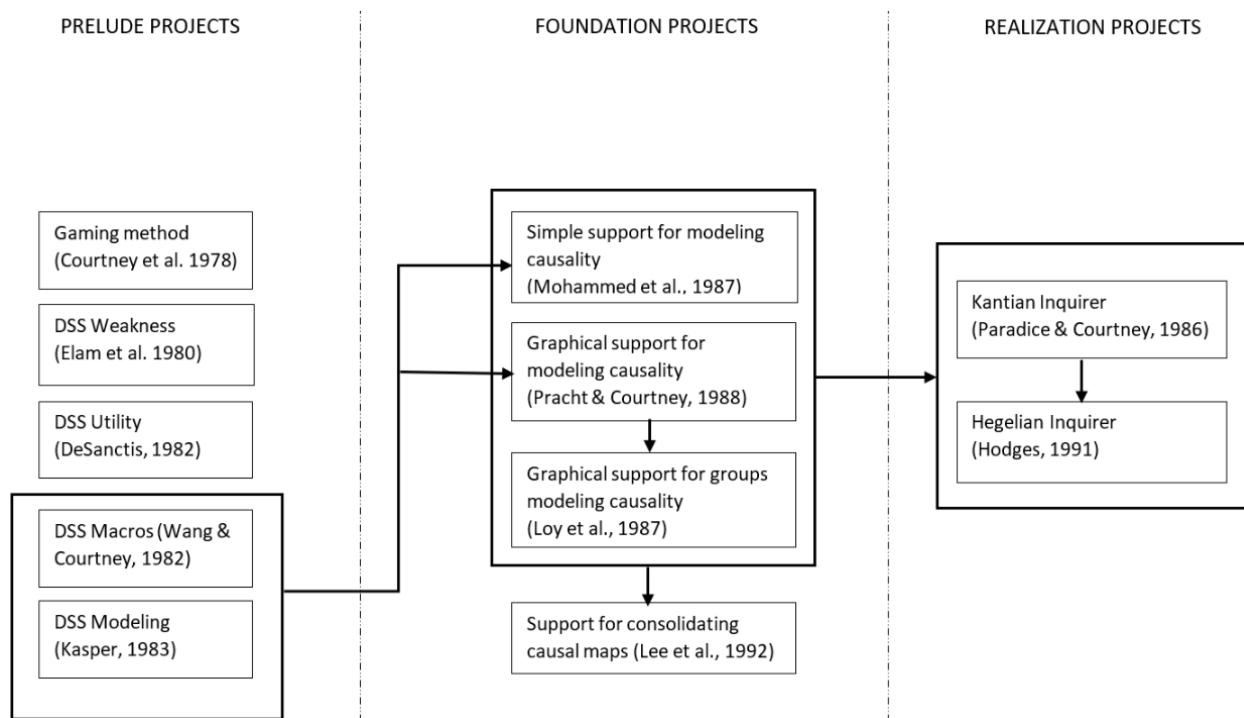 PRELUDE PROJECTS
FOUNDATION PROJECTS
REALIZATION PROJECTS
Gaming method
(Courtney et al. 1978)
DSS Weakness
(Elam et al. 1980)
DSS Utility
(DeSanctis, 1982)
DSS Macros (Wang &
Courtney, 1982)
DSS Modeling
(Kasper, 1983)
Simple support for modeling
causality
(Mohammed et al., 1987)
Graphical support for
modeling causality
(Pracht & Courtney, 1988)
Graphical support for groups
modeling causality
(Loy et al., 1987)
Support for consolidating
causal maps (Lee et al., 1992)
Kantian Inquirer
(Paradice & Courtney, 1986)
Hegelian Inquirer
(Hodges, 1991)